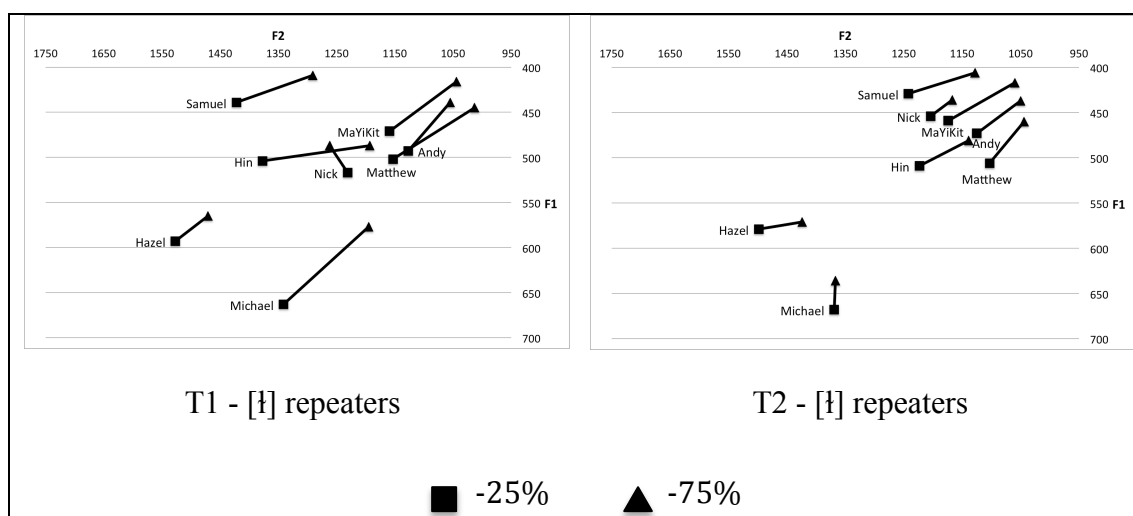 F2
1750 1650 1550 1450 1350 1250 1150 1050 950
400
Samuel
450
MaYiKit
Andy
500
Hin
Nick
Matthew
550 F1
Hazel
600
650
Michael
700
T1 - [ɫ] repeaters
F2
1750 1650 1550 1450 1350 1250 1150 1050 950
400
Samuel
450
Nick
MaYiKit
Andy
500
Hin
Matthew
550 F1
Hazel
600
650
Michael
700
T2 - [ɫ] repeaters
-25% -75%